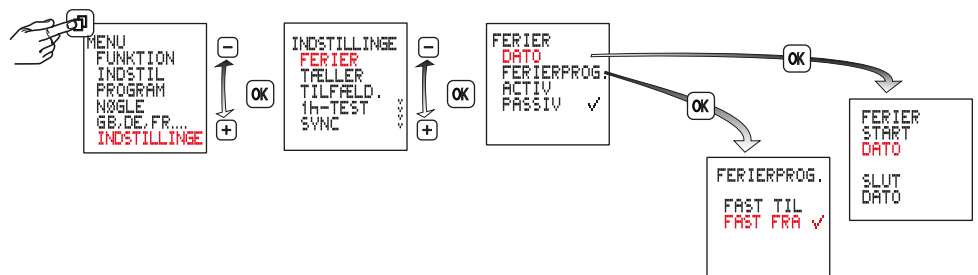 MENU
FUNKTION
INDSTIL
PROGRAM
NØGLE
GB,DE,FR....
INDSTILLINGE
−
+
OK
INDSTILLINGE
FERIER
TÆLLER
TILFÆLD.
1h-TEST
SYNC
−
+
OK
FERIER
DATO
FERIERPROG.
ACTIV
PASSIV ✓
OK
OK
FERIERPROG.
FAST TIL
FAST FRA ✓
FERIER
START
DATO
SLUT
DATO